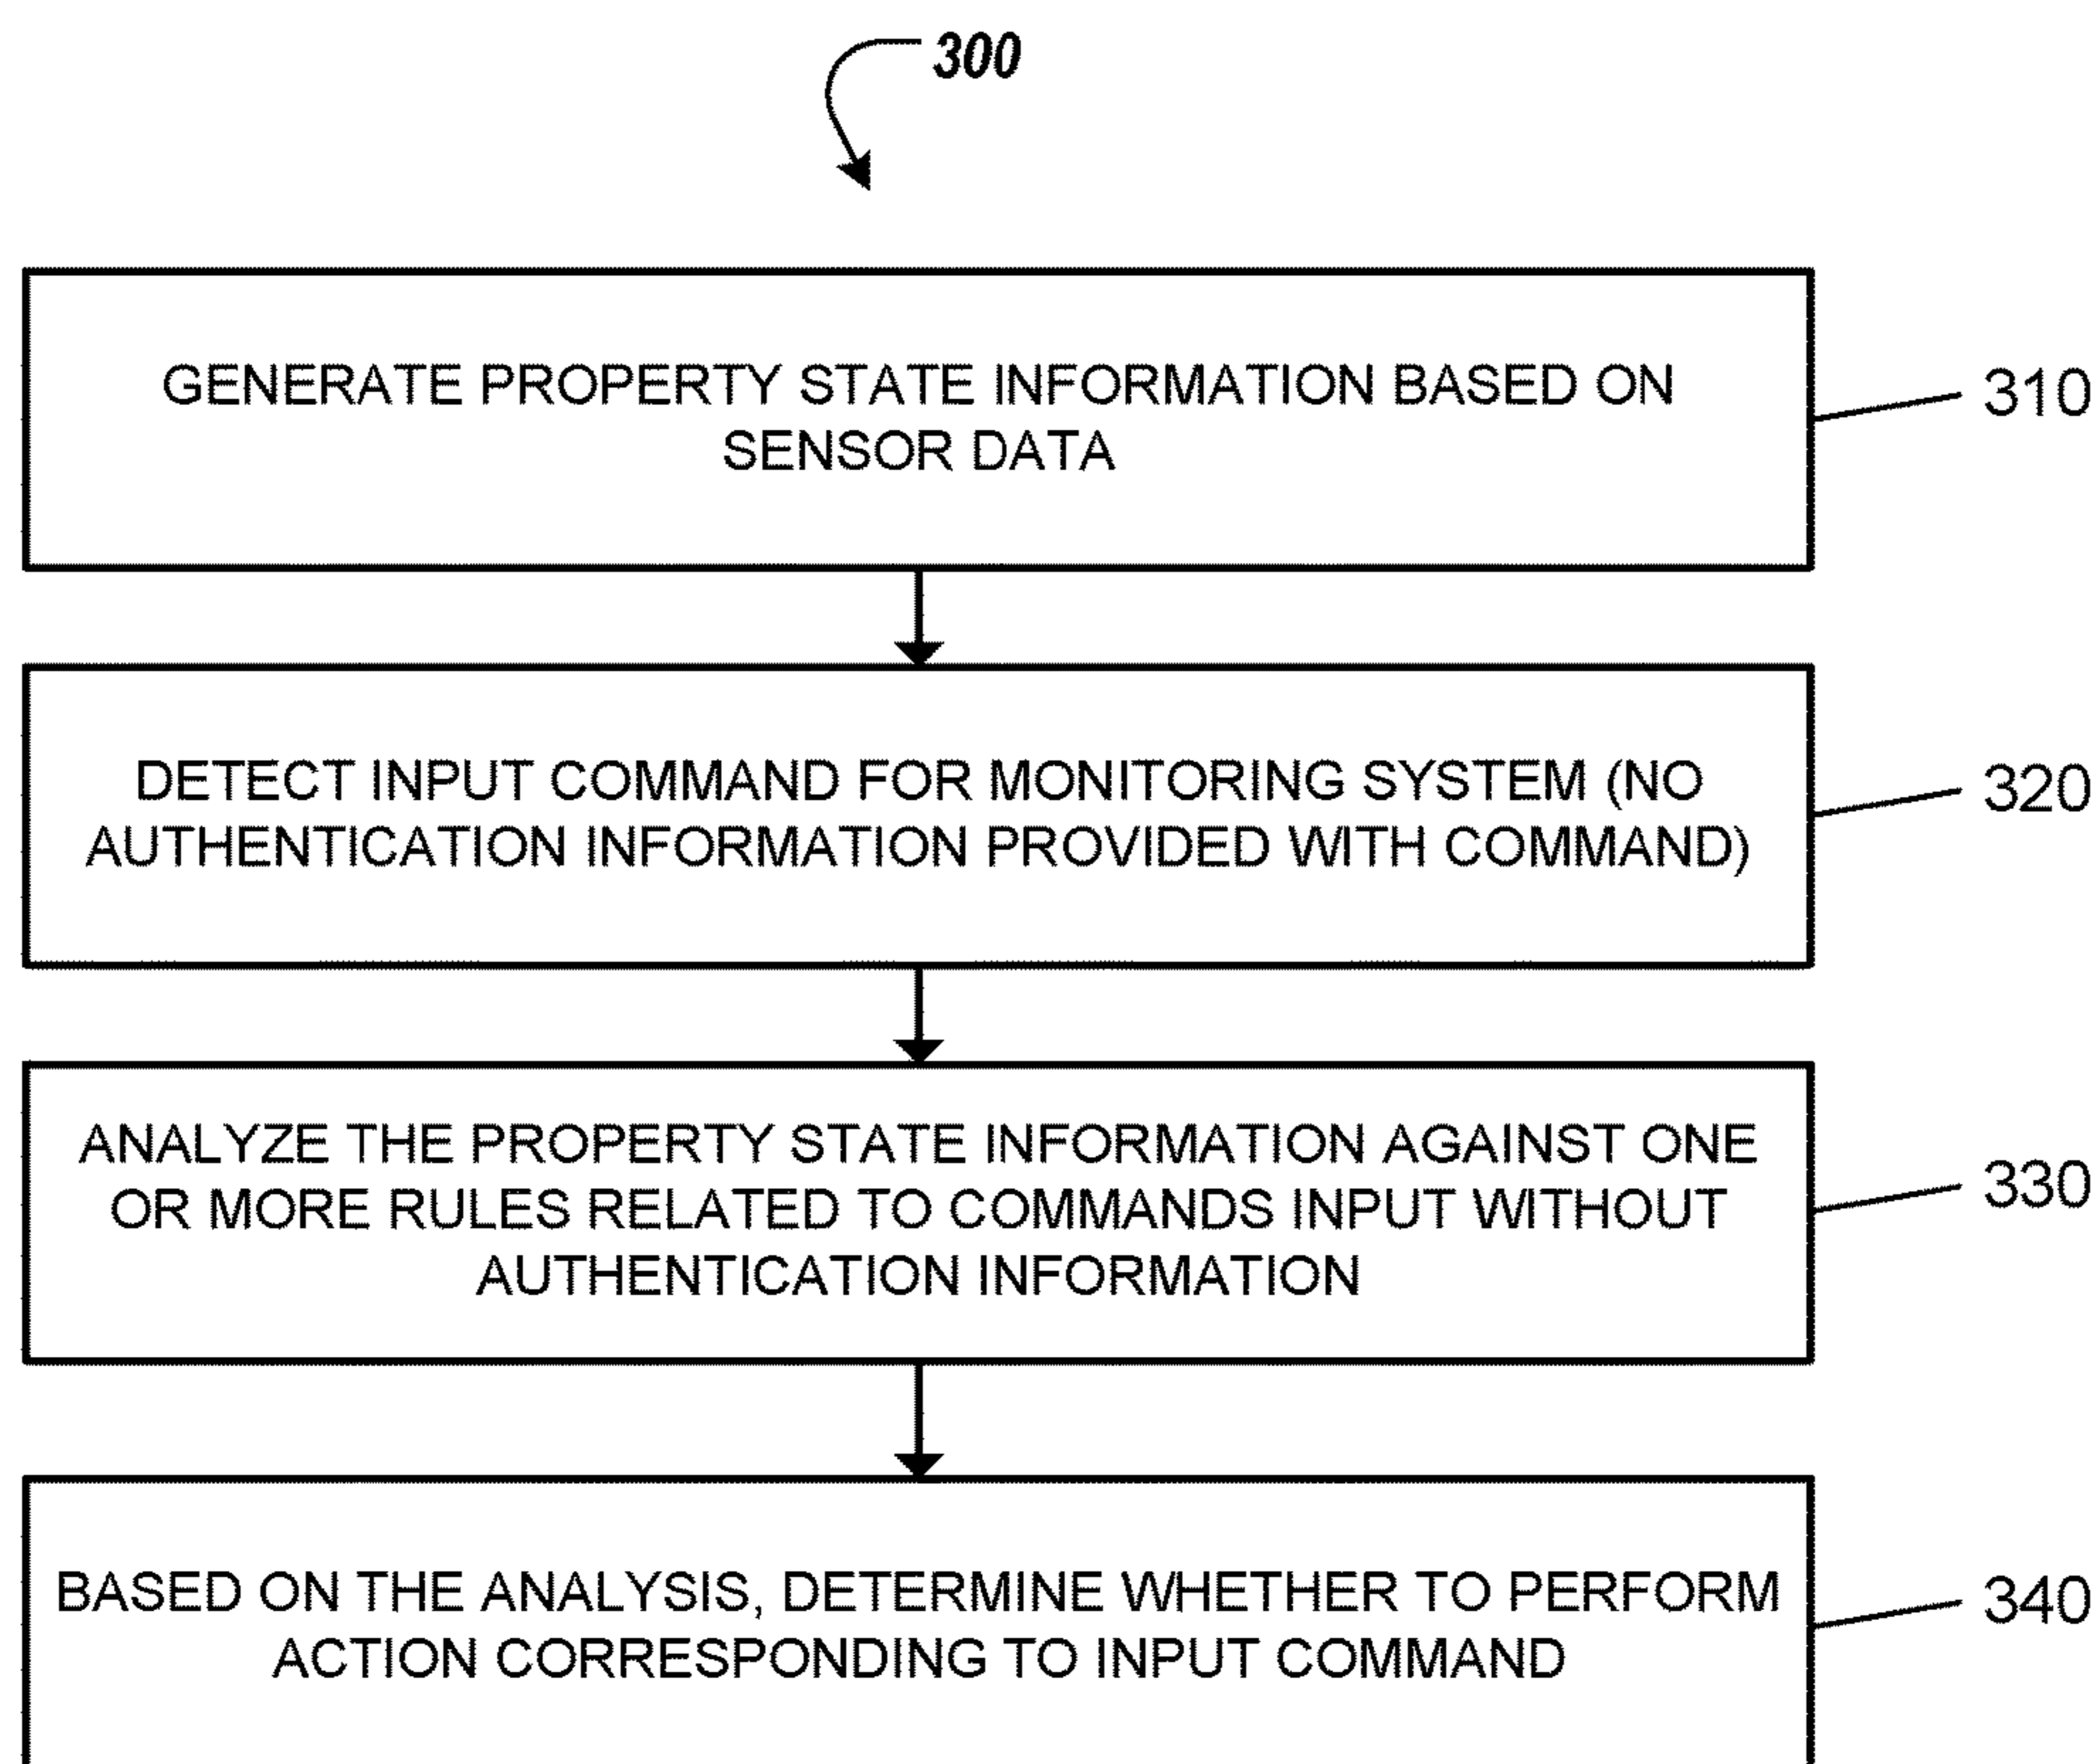 300
GENERATE PROPERTY STATE INFORMATION BASED ON
SENSOR DATA
310
DETECT INPUT COMMAND FOR MONITORING SYSTEM (NO
AUTHENTICATION INFORMATION PROVIDED WITH COMMAND)
320
ANALYZE THE PROPERTY STATE INFORMATION AGAINST ONE
OR MORE RULES RELATED TO COMMANDS INPUT WITHOUT
AUTHENTICATION INFORMATION
330
BASED ON THE ANALYSIS, DETERMINE WHETHER TO PERFORM
ACTION CORRESPONDING TO INPUT COMMAND
340